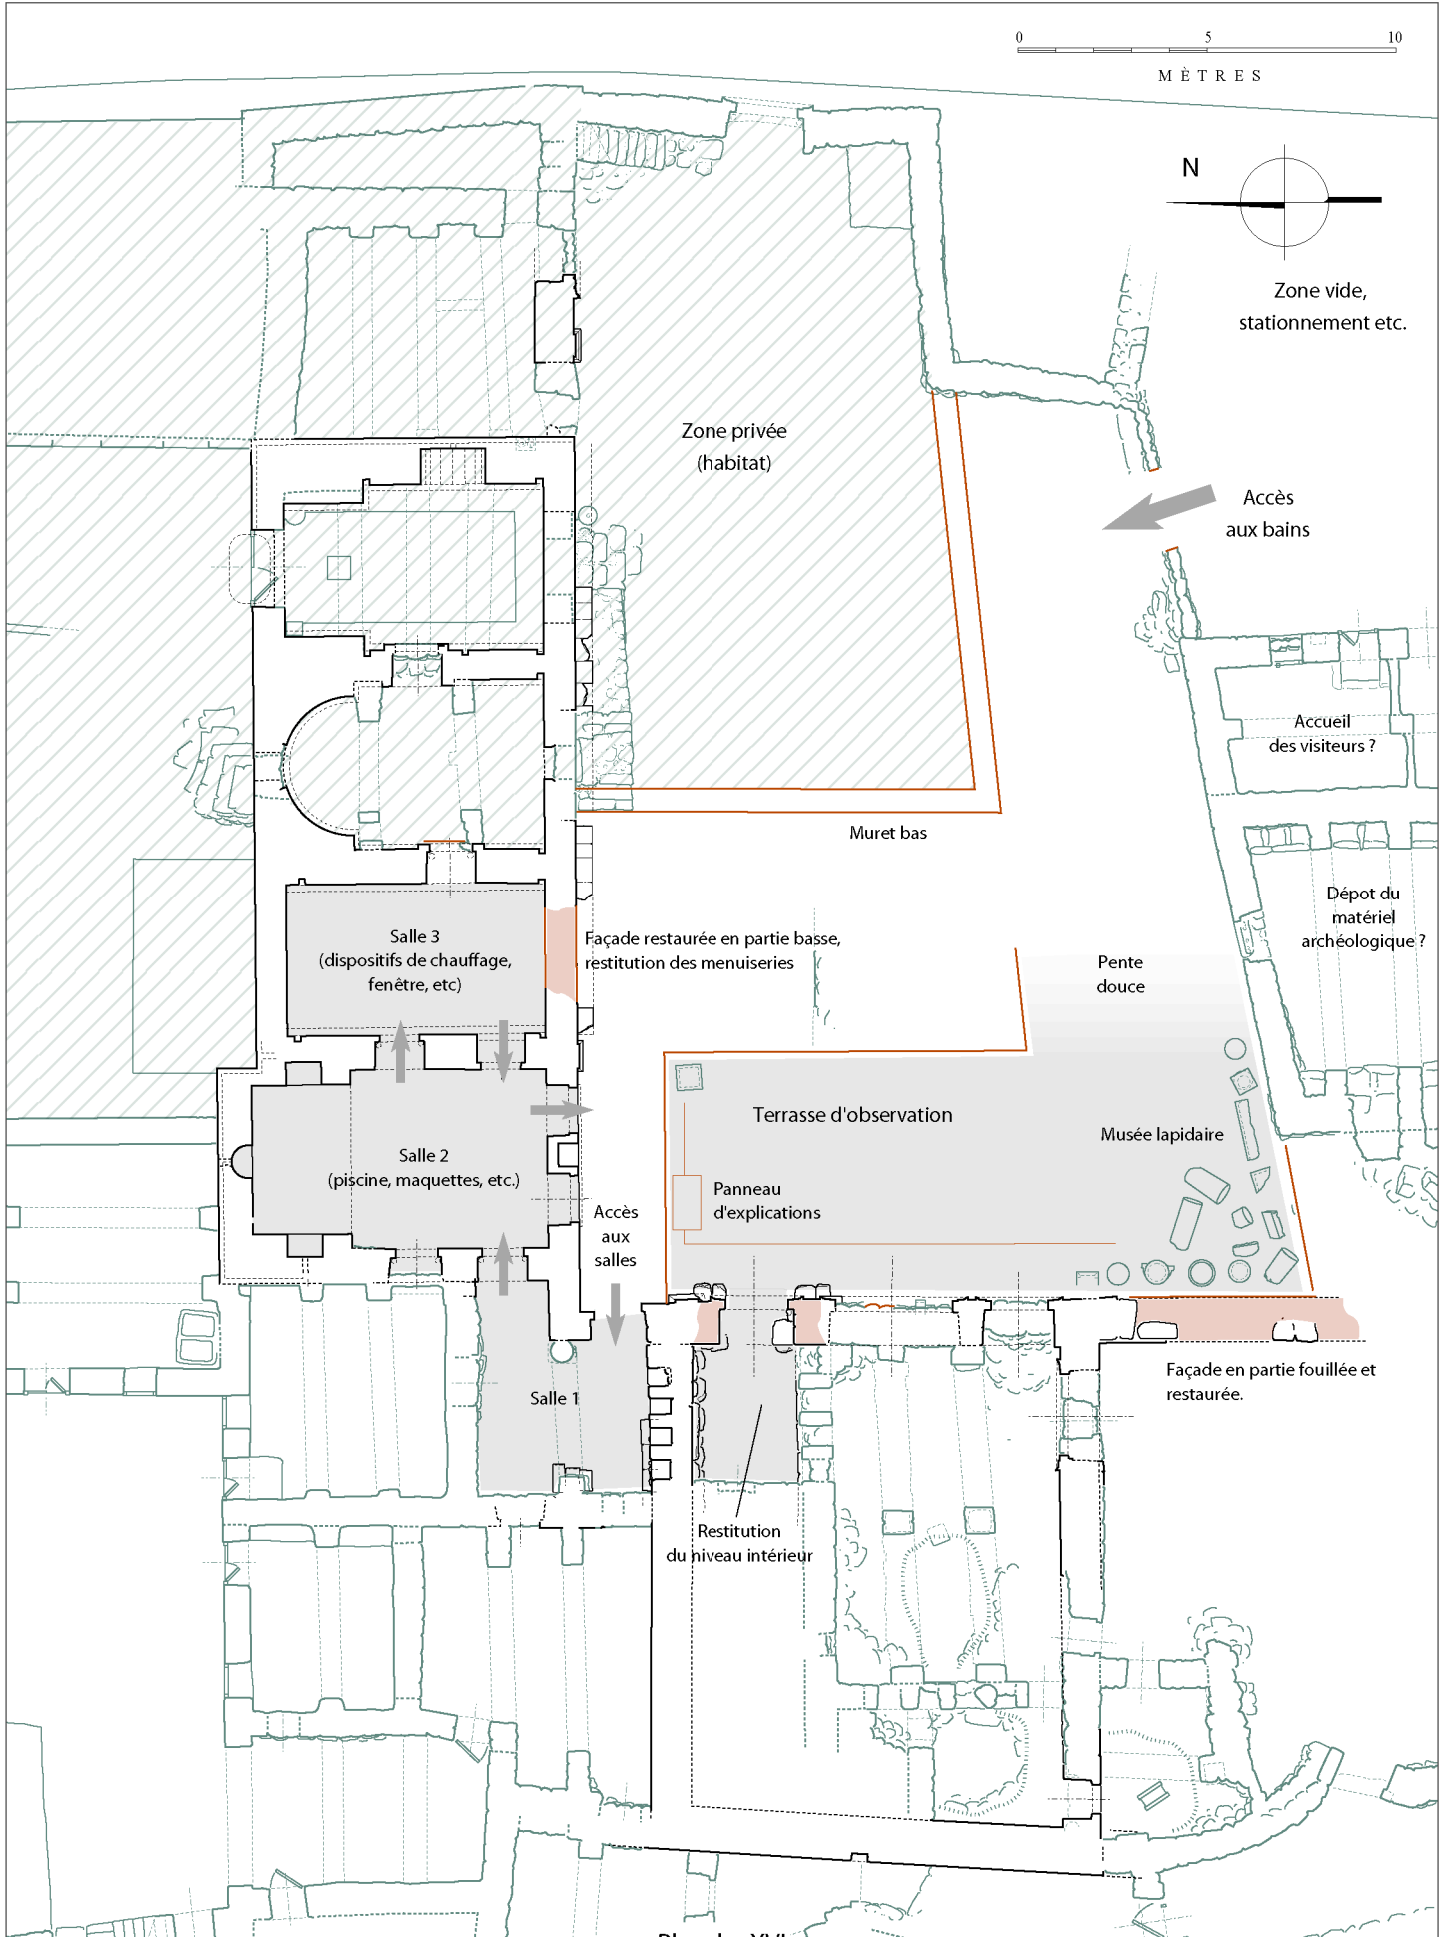 0 5 10
MÈTRES
N
Zone vide,
stationnement etc.
Zone privée
(habitat)
Accès
aux bains
Accueil
des visiteurs ?
Muret bas
Dépot du
matériel
archéologique ?
Salle 3
(dispositifs de chauffage,
fenêtre, etc)
Façade restaurée en partie basse,
restitution des menuiseries
Pente
douce
Terrasse d'observation
Musée lapidaire
Salle 2
(piscine, maquettes, etc.)
Panneau
d'explications
Accès
aux
salles
Façade en partie fouillée et
restaurée.
Salle 1
Restitution
du niveau intérieur